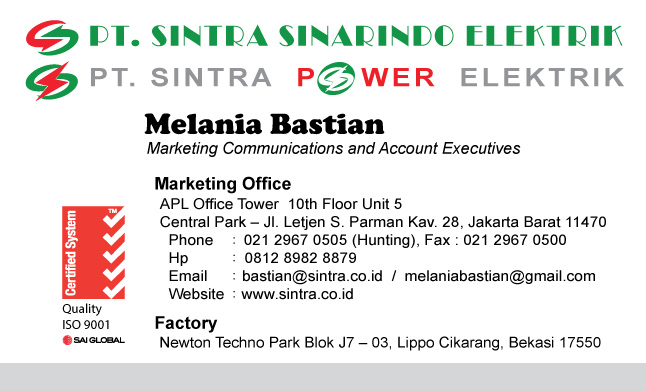 PT. SINTRA SINARINDO ELEKTRIK
PT. SINTRA POWER ELEKTRIK
Melania Bastian
Marketing Communications and Account Executives
Marketing Office
APL Office Tower 10th Floor Unit 5
Central Park – Jl. Letjen S. Parman Kav. 28, Jakarta Barat 11470
Phone : 021 2967 0505 (Hunting), Fax : 021 2967 0500
Hp : 0812 8982 8879
Email : bastian@sintra.co.id / melaniabastian@gmail.com
Website : www.sintra.co.id
Factory
Newton Techno Park Blok J7 – 03, Lippo Cikarang, Bekasi 17550
Certified System
TM
Quality
ISO 9001
SAI GLOBAL